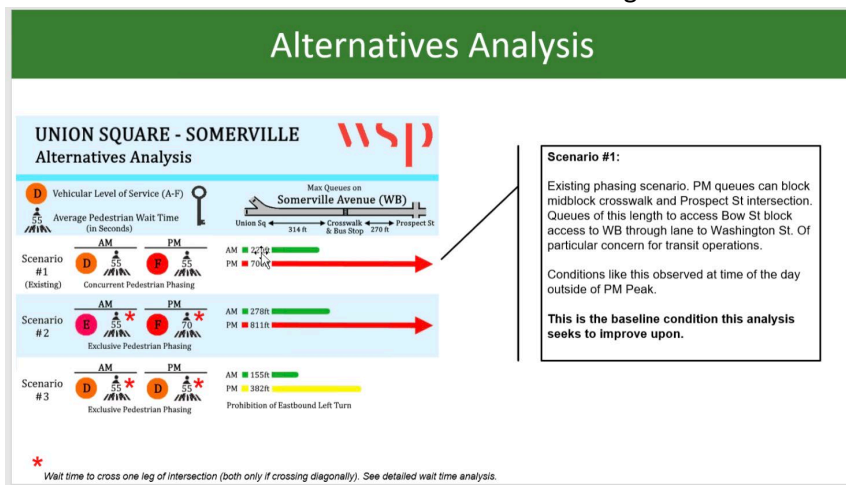 Alternatives Analysis
UNION SQUARE - SOMERVILLE
Alternatives Analysis
wsp
D Vehicular Level of Service (A-F)
55 Average Pedestrian Wait Time
(in Seconds)
Max Queues on
Somerville Avenue (WB)
Union Sq 314 ft Crosswalk & Bus Stop 270 ft Prospect St
Scenario #1 (Existing)
AM PM
D 55 F 55
Concurrent Pedestrian Phasing
AM
PM
Scenario #2
AM PM
E 55 * F 70 *
Exclusive Pedestrian Phasing
AM 278ft
PM 811ft
Scenario #3
AM PM
D 55 * D 55 *
Exclusive Pedestrian Phasing
AM 155ft
PM 382ft
Prohibition of Eastbound Left Turn
Scenario #1:
Existing phasing scenario. PM queues can block
midblock crosswalk and Prospect St intersection.
Queues of this length to access Bow St block
access to WB through lane to Washington St. Of
particular concern for transit operations.
Conditions like this observed at time of the day
outside of PM Peak.
This is the baseline condition this analysis
seeks to improve upon.
* Wait time to cross one leg of intersection (both only if crossing diagonally). See detailed wait time analysis.